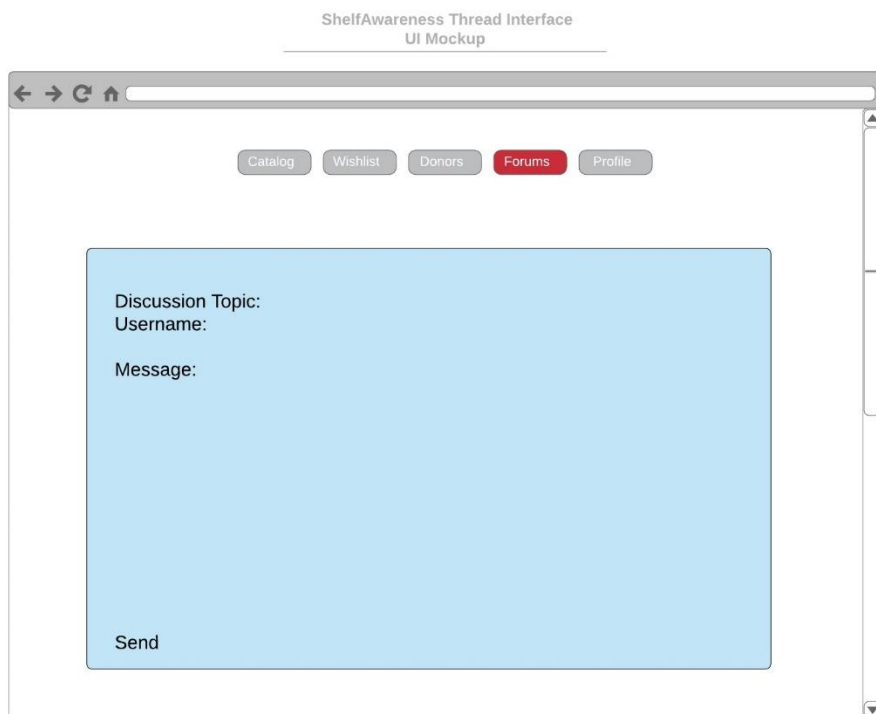 ShelfAwareness Thread Interface
UI Mockup
Catalog Wishlist Donors Forums Profile
Discussion Topic:
Username:
Message:
Send